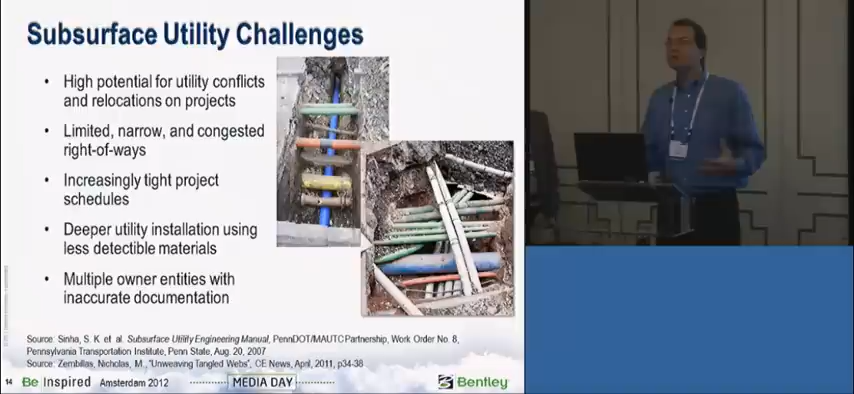 Subsurface Utility Challenges
• High potential for utility conflicts
and relocations on projects
• Limited, narrow, and congested
right-of-ways
• Increasingly tight project
schedules
• Deeper utility installation using
less detectible materials
• Multiple owner entities with
inaccurate documentation
Source: Sinha, S. K. et al. Subsurface Utility Engineering Manual, PennDOT/MAUTC Partnership, Work Order No. 8,
Pennsylvania Transportation Institute, Penn State, Aug. 20, 2007
Source: Zembillas, Nicholas, M., "Unweaving Tangled Webs", CE News, April, 2011, p34-38
14 Be Inspired Amsterdam 2012 MEDIA DAY Bentley